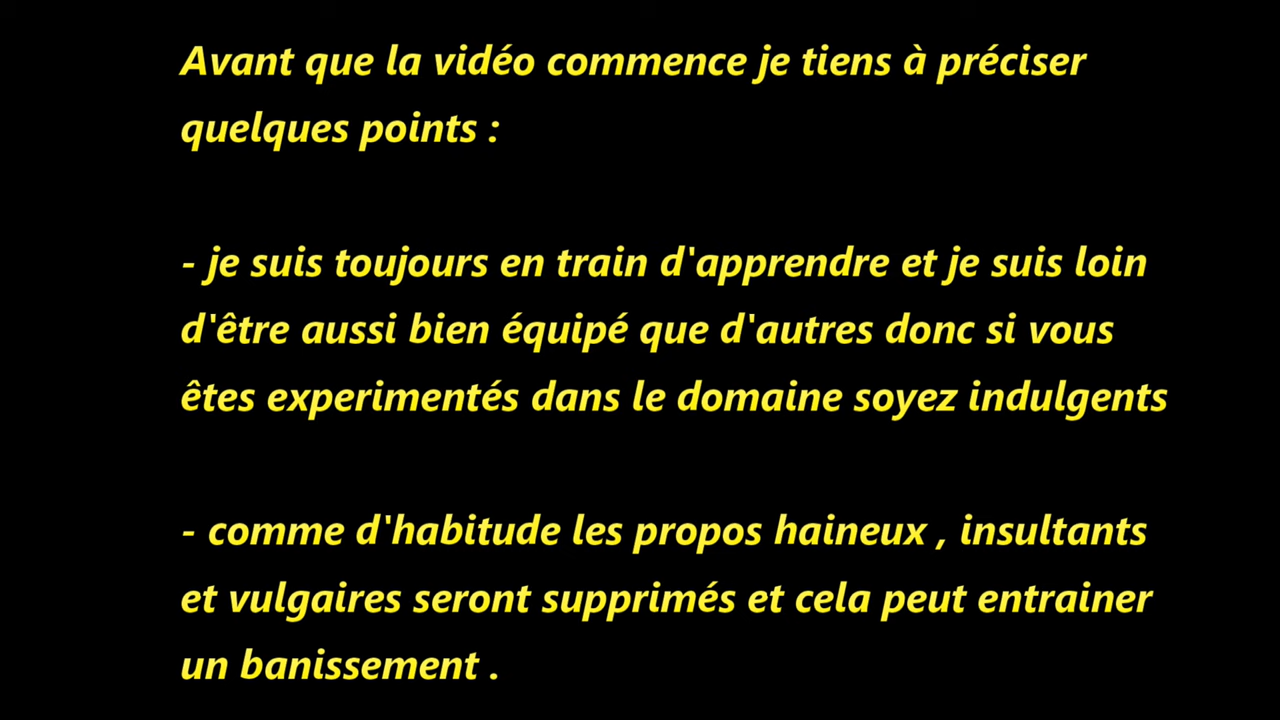 Avant que la vidéo commence je tiens à préciser
quelques points :
- je suis toujours en train d'apprendre et je suis loin
d'être aussi bien équipé que d'autres donc si vous
êtes experimentés dans le domaine soyez indulgents
- comme d'habitude les propos haineux , insultants
et vulgaires seront supprimés et cela peut entrainer
un banissement .